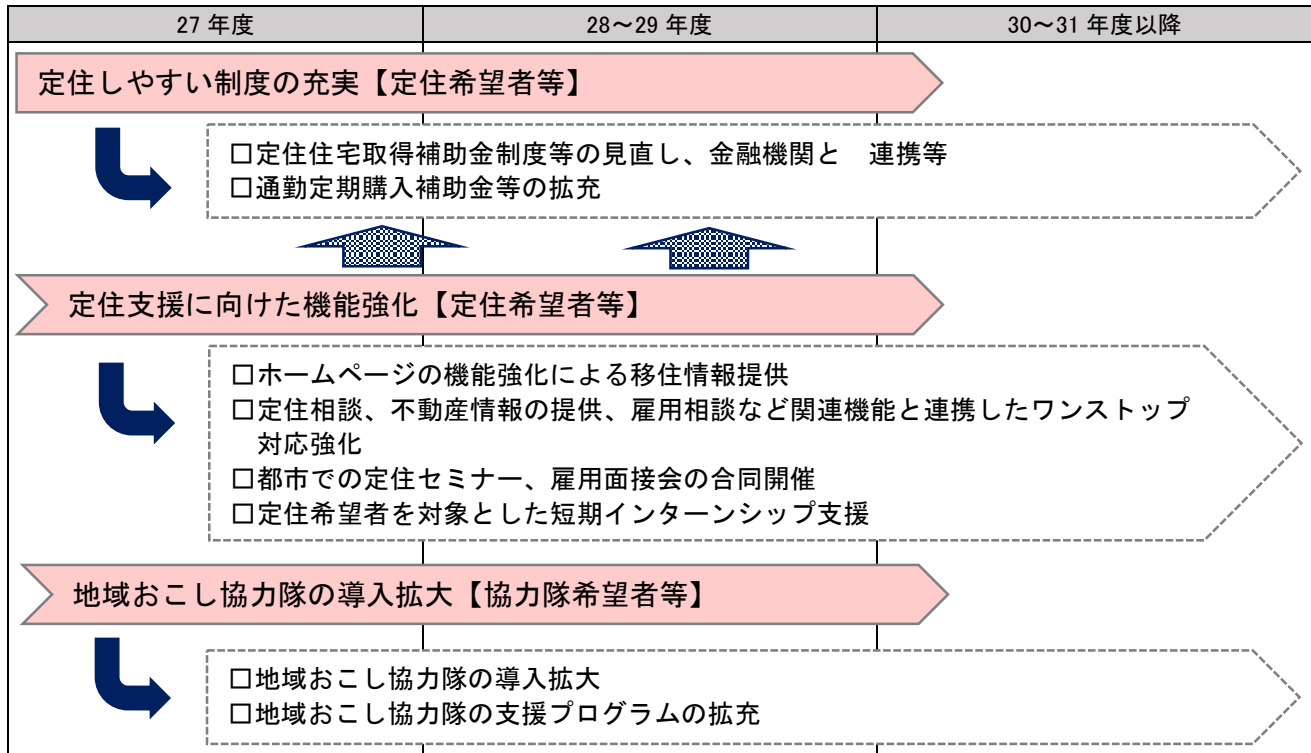 27 年度
28～29 年度
30～31 年度以降
定住しやすい制度の充実【定住希望者等】
□定住住宅取得補助金制度等の見直し、金融機関と　連携等
□通勤定期購入補助金等の拡充
定住支援に向けた機能強化【定住希望者等】
□ホームページの機能強化による移住情報提供
□定住相談、不動産情報の提供、雇用相談など関連機能と連携したワンストップ
対応強化
□都市での定住セミナー、雇用面接会の合同開催
□定住希望者を対象とした短期インターンシップ支援
地域おこし協力隊の導入拡大【協力隊希望者等】
□地域おこし協力隊の導入拡大
□地域おこし協力隊の支援プログラムの拡充